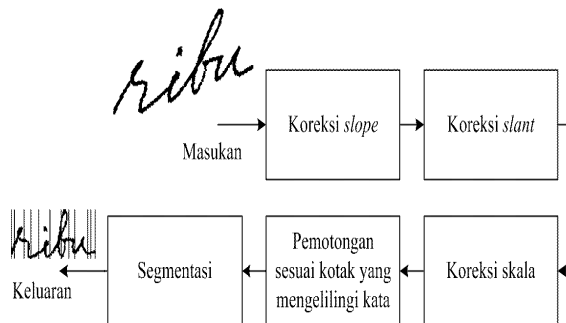 ribu
Masukan
Koreksi slope
Koreksi slant
Koreksi skala
Pemotongan
sesuai kotak yang
mengelilingi kata
Segmentasi
ribu
Keluaran